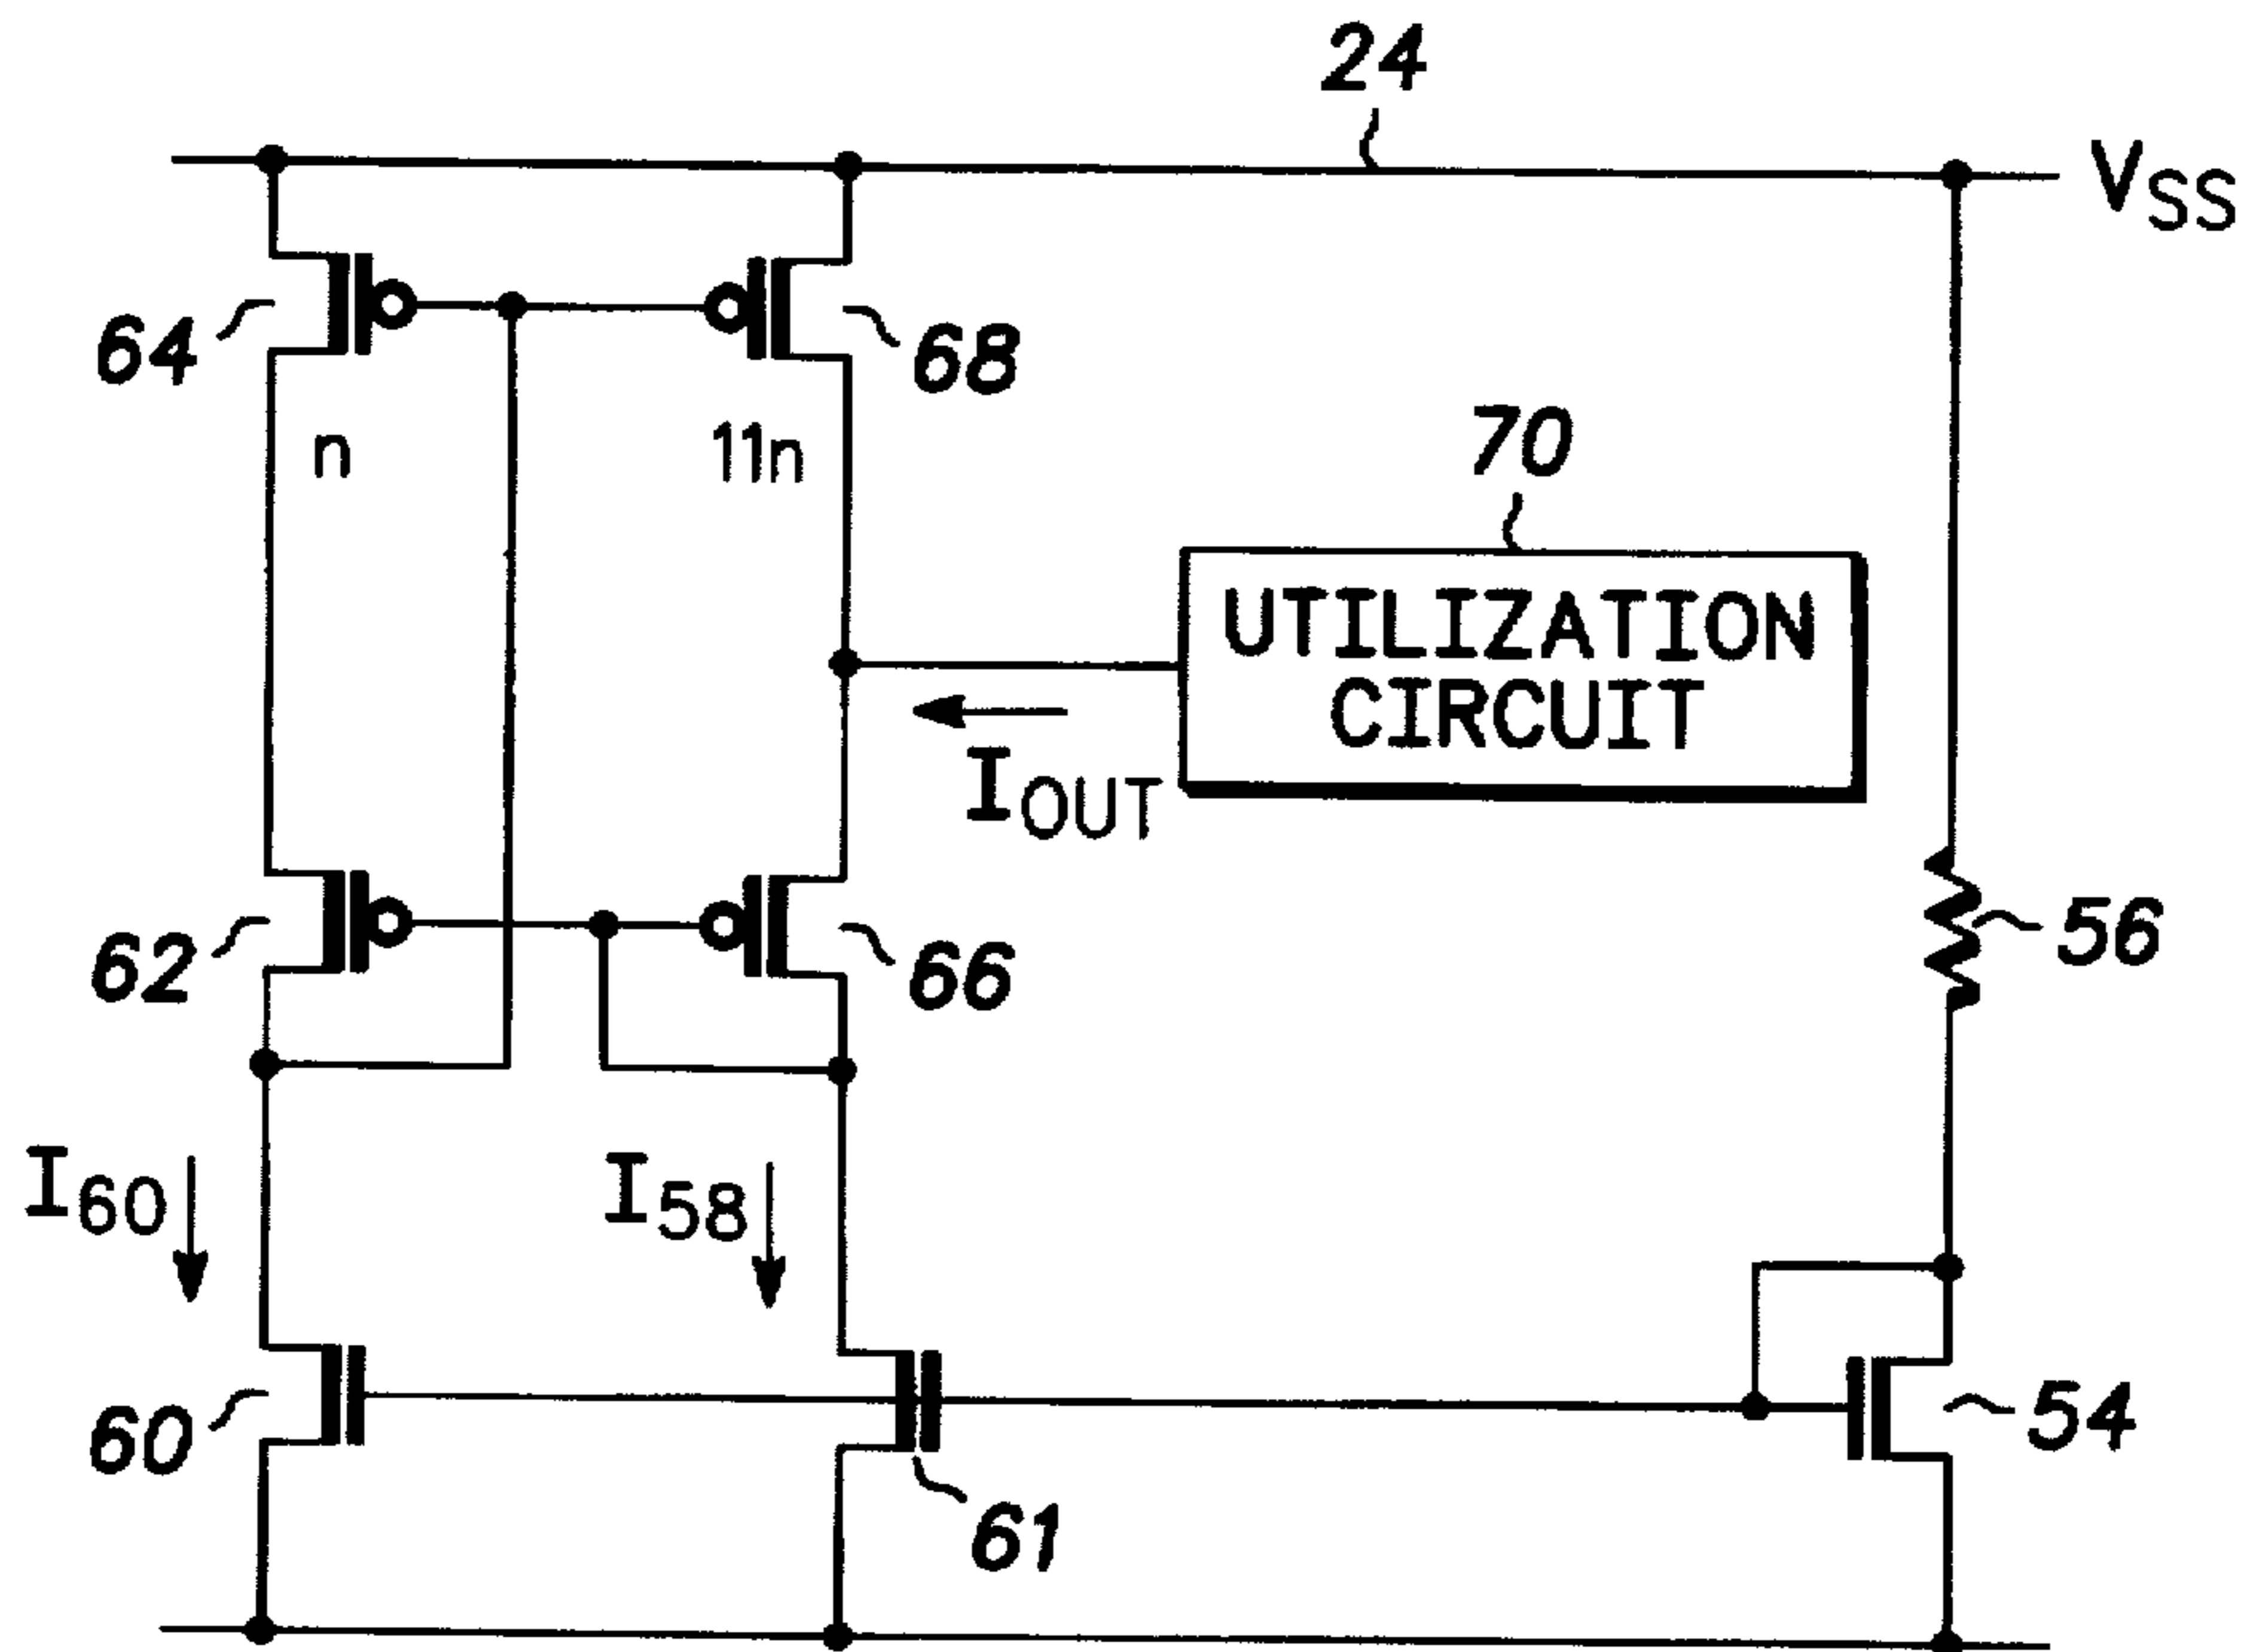 24
VSS
64
68
n
11n
70
UTILIZATION
CIRCUIT
IOUT
62
66
56
I60
I58
60
61
54